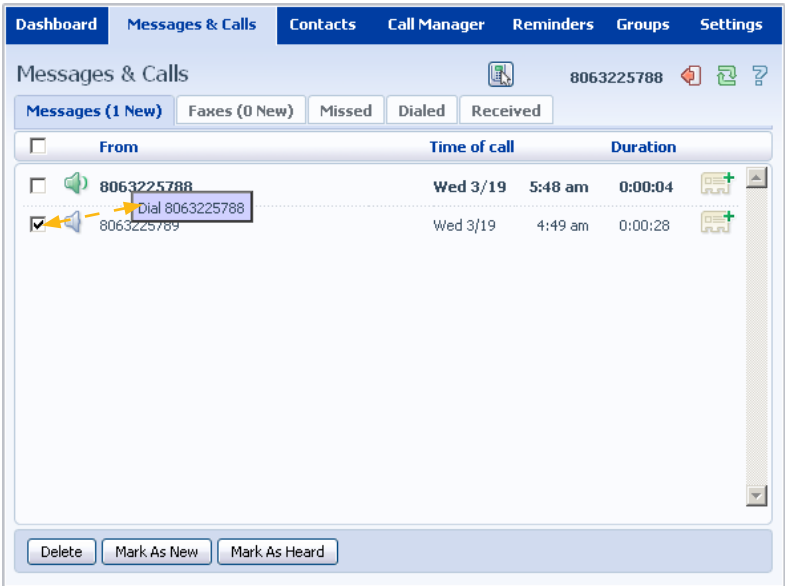 Dashboard Messages & Calls Contacts Call Manager Reminders Groups Settings
Messages & Calls 8063225788 ?
Messages (1 New) Faxes (0 New) Missed Dialed Received
From Time of call Duration
8063225788 Wed 3/19 5:48 am 0:00:04
Dial 8063225788
8063225789 Wed 3/19 4:49 am 0:00:28
Delete Mark As New Mark As Heard